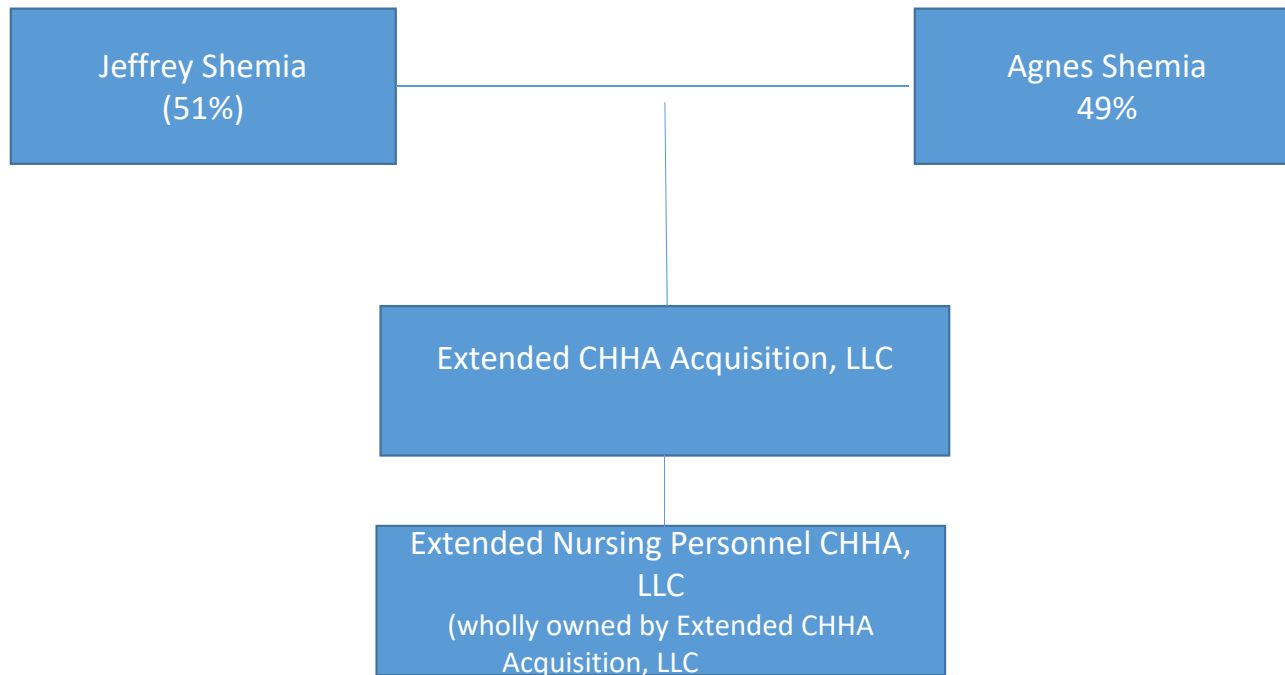 Jeffrey Shemia
(51%)
Agnes Shemia
49%
Extended CHHA Acquisition, LLC
Extended Nursing Personnel CHHA,
LLC
(wholly owned by Extended CHHA
Acquisition, LLC